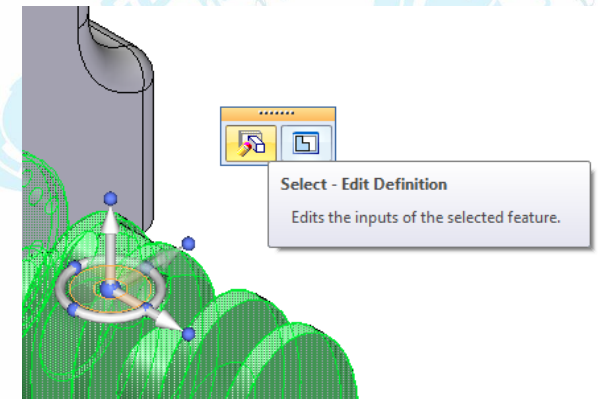 Select - Edit Definition
Edits the inputs of the selected feature.